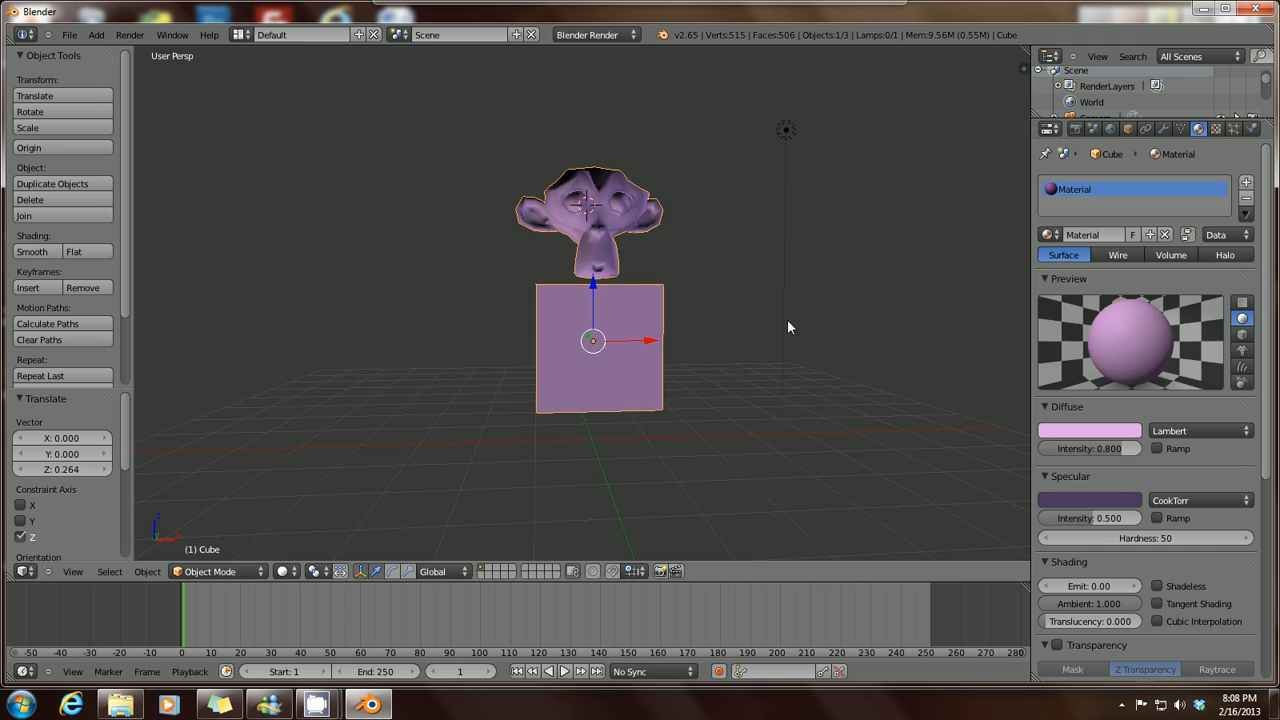 Blender
File Add Render Window Help Default Scene Blender Render v2.65 | Verts:515 | Faces:506 | Objects:1/3 | Lamps:0/1 | Mem:9.56M (0.55M) | Cube
Object Tools
Transform:
Translate
Rotate
Scale
Origin
Object:
Duplicate Objects
Delete
Join
Shading:
Smooth Flat
Keyframes:
Insert Remove
Motion Paths:
Calculate Paths
Clear Paths
Repeat:
Repeat Last
Translate
Vector
X: 0.000
Y: 0.000
Z: 0.264
Constraint Axis
X
Y
Z
Orientation
User Persp
(1) Cube
View Select Object Object Mode Global
-50 -40 -30 -20 -10 0 10 20 30 40 50 60 70 80 90 100 110 120 130 140 150 160 170 180 190 200 210 220 230 240 250 260 270 280
View Marker Frame Playback Start: 1 End: 250 1 No Sync
View Search All Scenes
Scene
RenderLayers
World
Cube Material
Material
Material F Data
Surface Wire Volume Halo
Preview
Diffuse
Lambert
Intensity: 0.800 Ramp
Specular
CookTorr
Intensity: 0.500 Ramp
Hardness: 50
Shading
Emit: 0.00 Shadeless
Ambient: 1.000 Tangent Shading
Translucency: 0.000 Cubic Interpolation
Transparency
Mask Z Transparency Raytrace
8:08 PM
2/16/2013